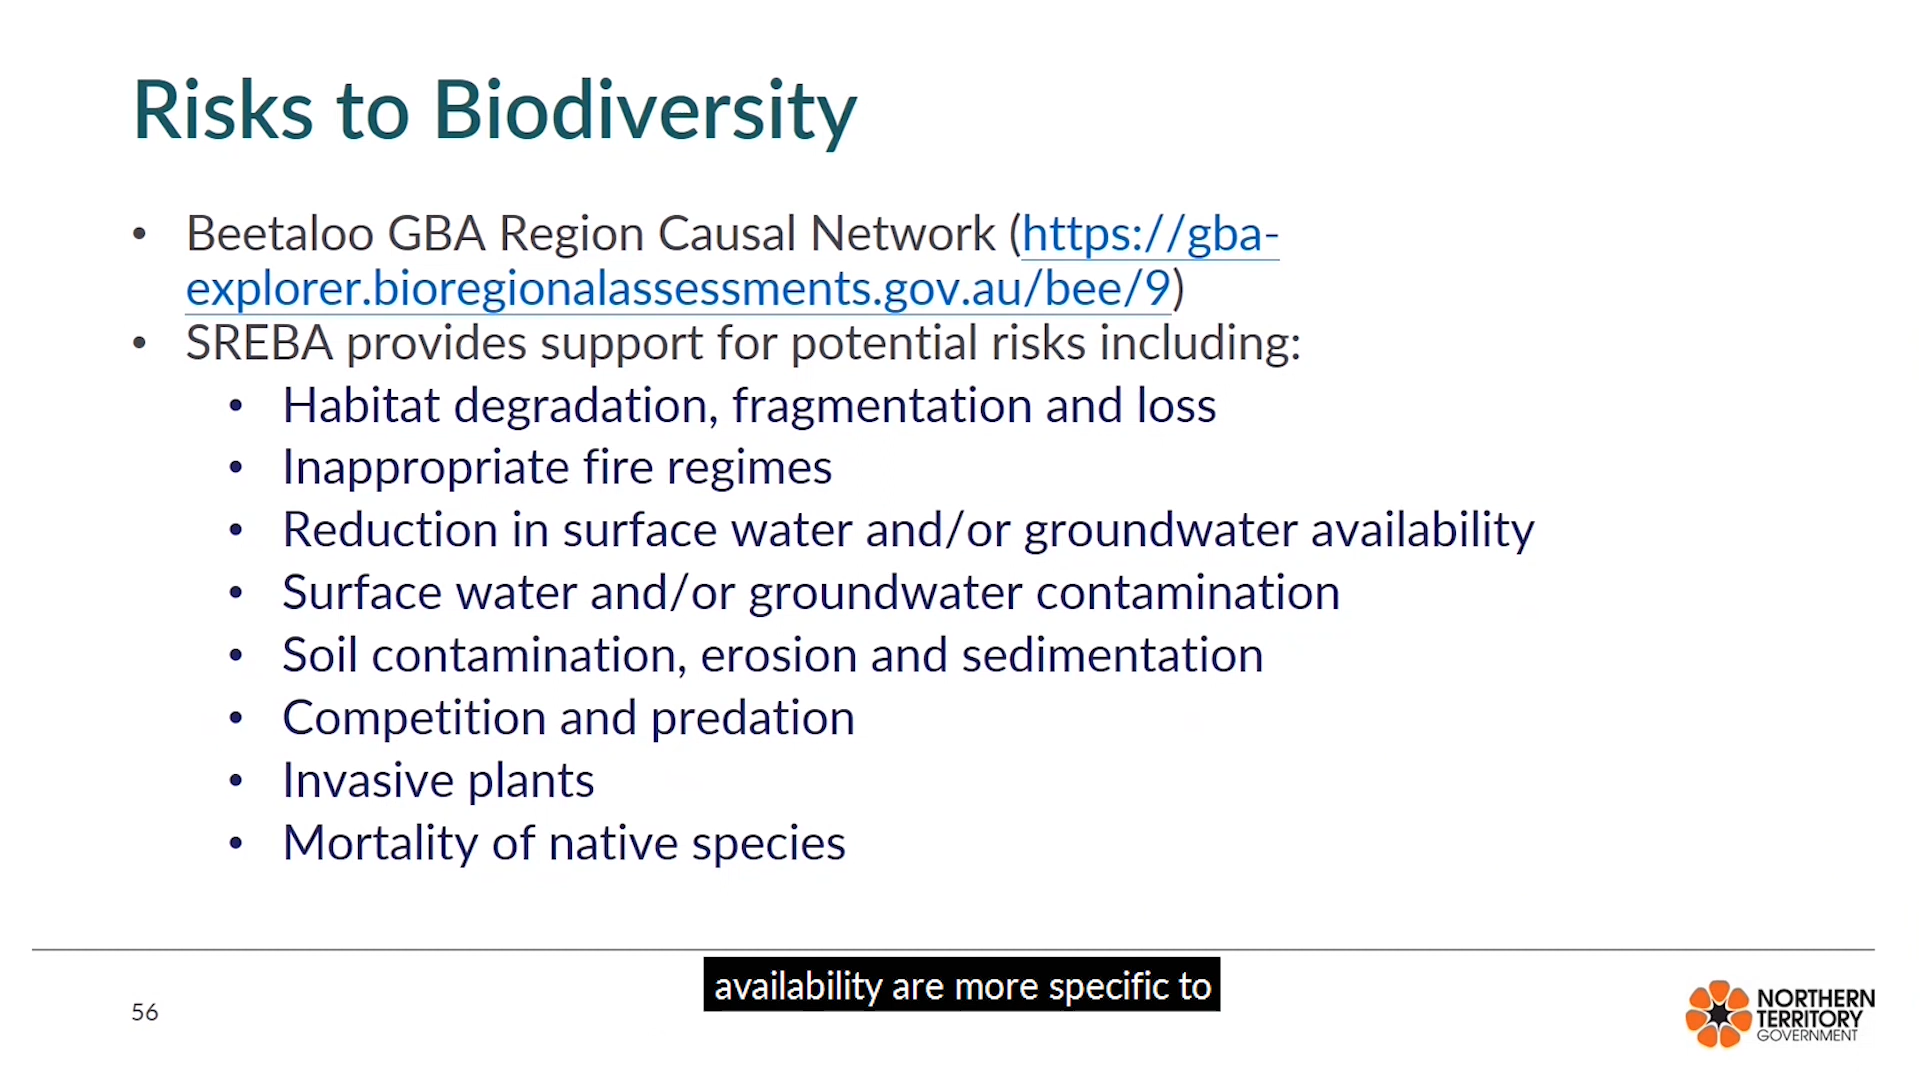 Risks to Biodiversity
• Beetaloo GBA Region Causal Network (https://gba-
explorer.bioregionalassessments.gov.au/bee/9)
• SREBA provides support for potential risks including:
• Habitat degradation, fragmentation and loss
• Inappropriate fire regimes
• Reduction in surface water and/or groundwater availability
• Surface water and/or groundwater contamination
• Soil contamination, erosion and sedimentation
• Competition and predation
• Invasive plants
• Mortality of native species
availability are more specific to
56
NORTHERN
TERRITORY
GOVERNMENT